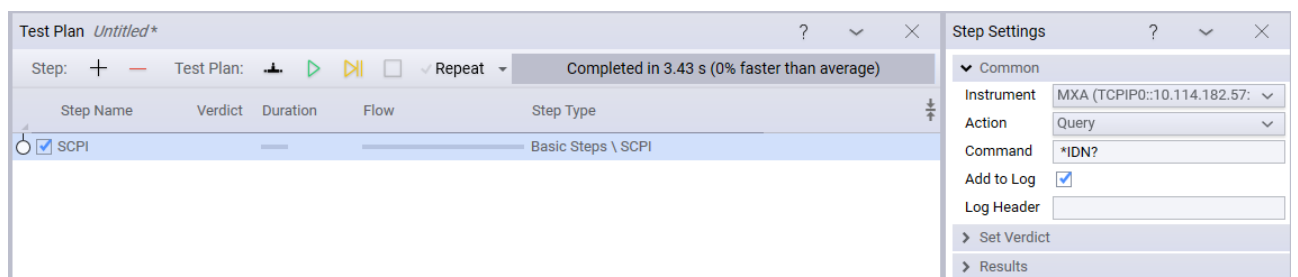 Test Plan Untitled*
?
Step: Test Plan: Repeat Completed in 3.43 s (0% faster than average)
Step Name Verdict Duration Flow Step Type
SCPI Basic Steps \ SCPI
Step Settings ?
Common
Instrument MXA (TCPIP0::10.114.182.57:
Action Query
Command *IDN?
Add to Log
Log Header
Set Verdict
Results